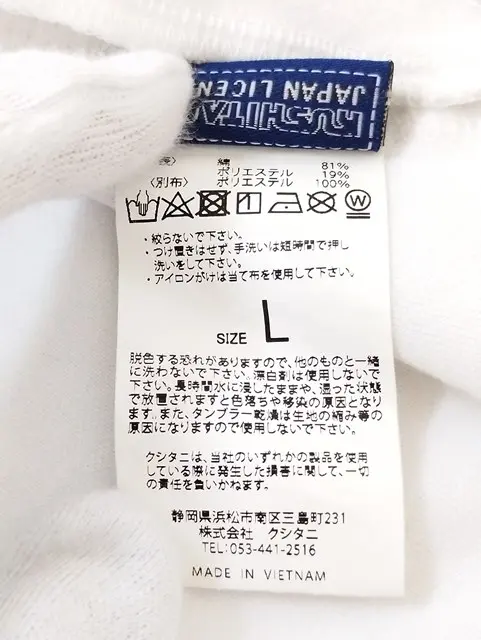 KUSHITA
JAPAN LICEN
綿 81%
ポリエステル 19%
〈別布〉 ポリエステル 100%
・絞らないで下さい。
・つけ置きはせず、手洗いは短時間で押し
洗いをして下さい。
・アイロンがけは当て布を使用して下さい。
SIZE L
脱色する恐れがありますので、他のものと一緒
に洗わないで下さい。漂白剤は使用しないで
下さい。長時間水に浸したままや、湿った状態
で放置されますと色落ちや移染の原因となり
ます。また、タンブラー乾燥は生地の縮み等の
原因になりますので使用しないで下さい。
クシタニは、当社のいずれかの製品を使用
している際に発生した損害に関して、一切
の責任を負いかねます。
静岡県浜松市南区三島町231
株式会社 クシタニ
TEL:053-441-2516
MADE IN VIETNAM